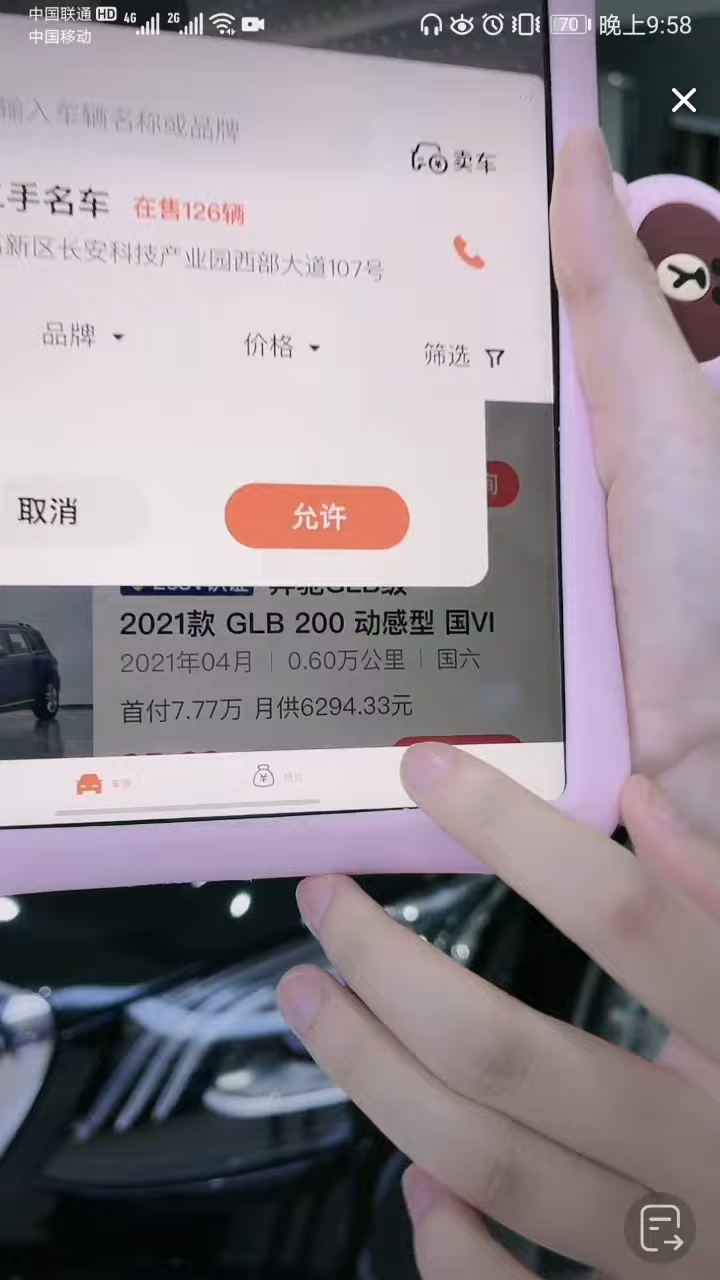 中国联通 HD 4G 2G 70 晚上9:58
中国移动
输入车辆名称或品牌
卖车
二手名车 在售126辆
高新区长安科技产业园西部大道107号
品牌 价格 筛选
取消 允许
2021款 GLB 200 动感型 国VI
2021年04月 0.60万公里 国六
首付7.77万 月供6294.33元